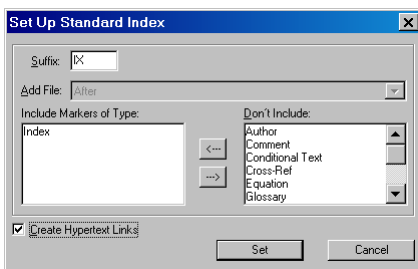 Set Up Standard Index
Suffix: IX
Add File: After
Include Markers of Type: Don't Include:
Index
Author
Comment
Conditional Text
Cross-Ref
Equation
Glossary
<---
--->
Create Hypertext Links
Set Cancel